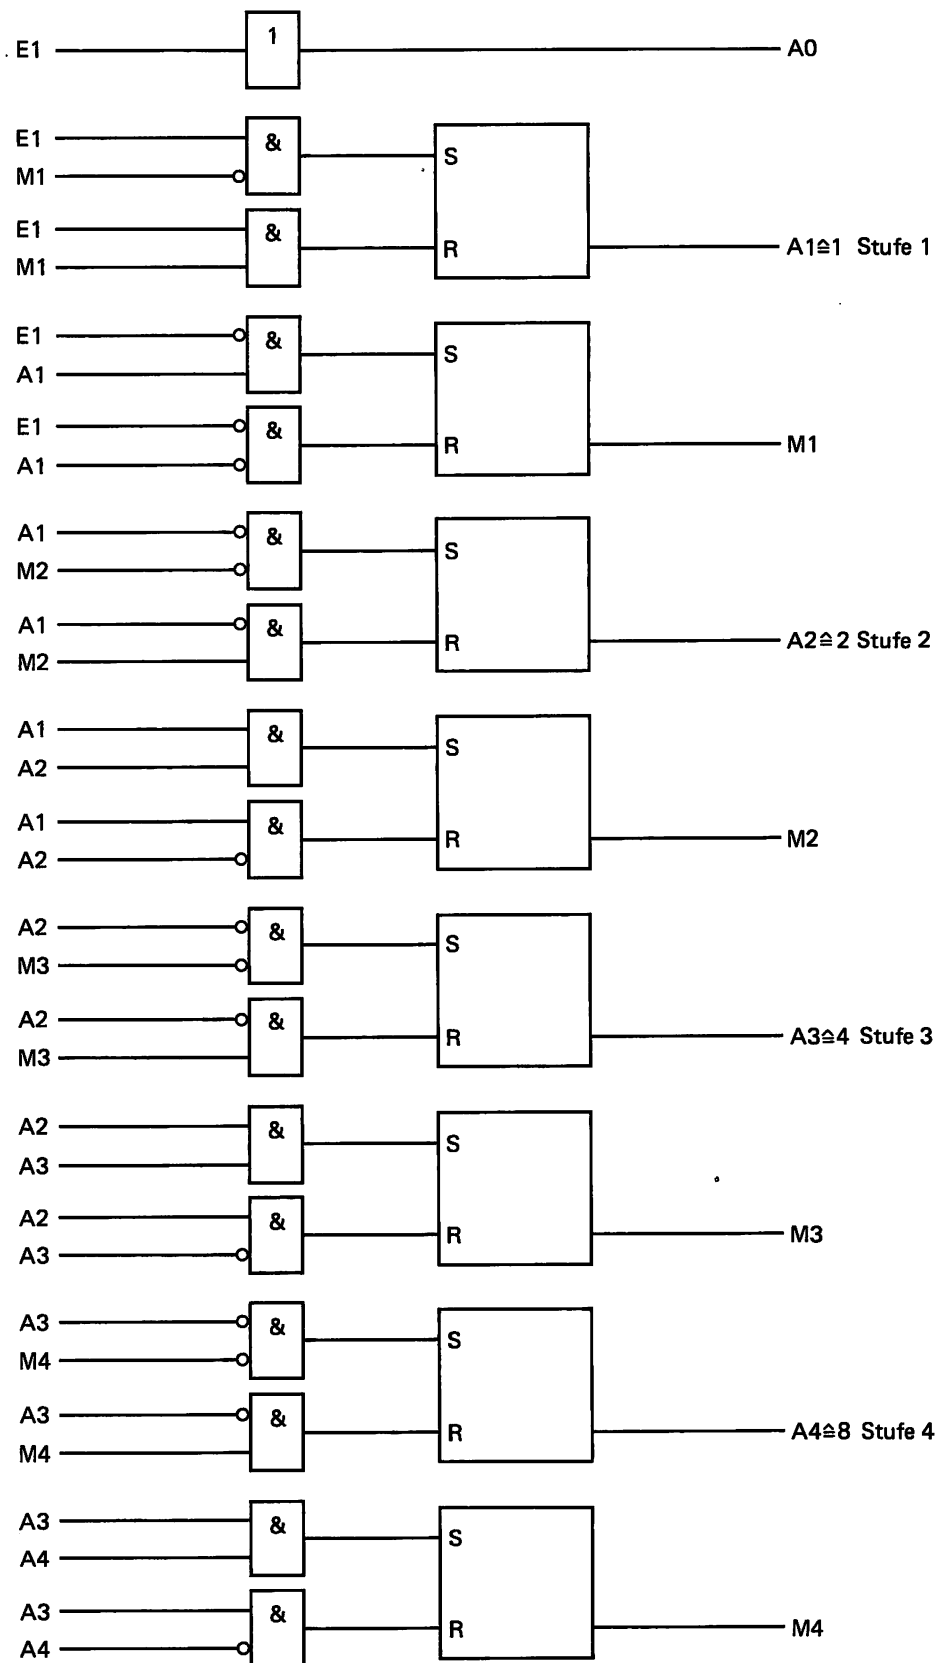 E1 1 A0
E1 &
M1 S
E1 &
M1 R A1≙1 Stufe 1
E1 &
A1 S
E1 &
A1 R M1
A1 &
M2 S
A1 &
M2 R A2≙2 Stufe 2
A1 &
A2 S
A1 &
A2 R M2
A2 &
M3 S
A2 &
M3 R A3≙4 Stufe 3
A2 &
A3 S
A2 &
A3 R M3
A3 &
M4 S
A3 &
M4 R A4≙8 Stufe 4
A3 &
A4 S
A3 &
A4 R M4